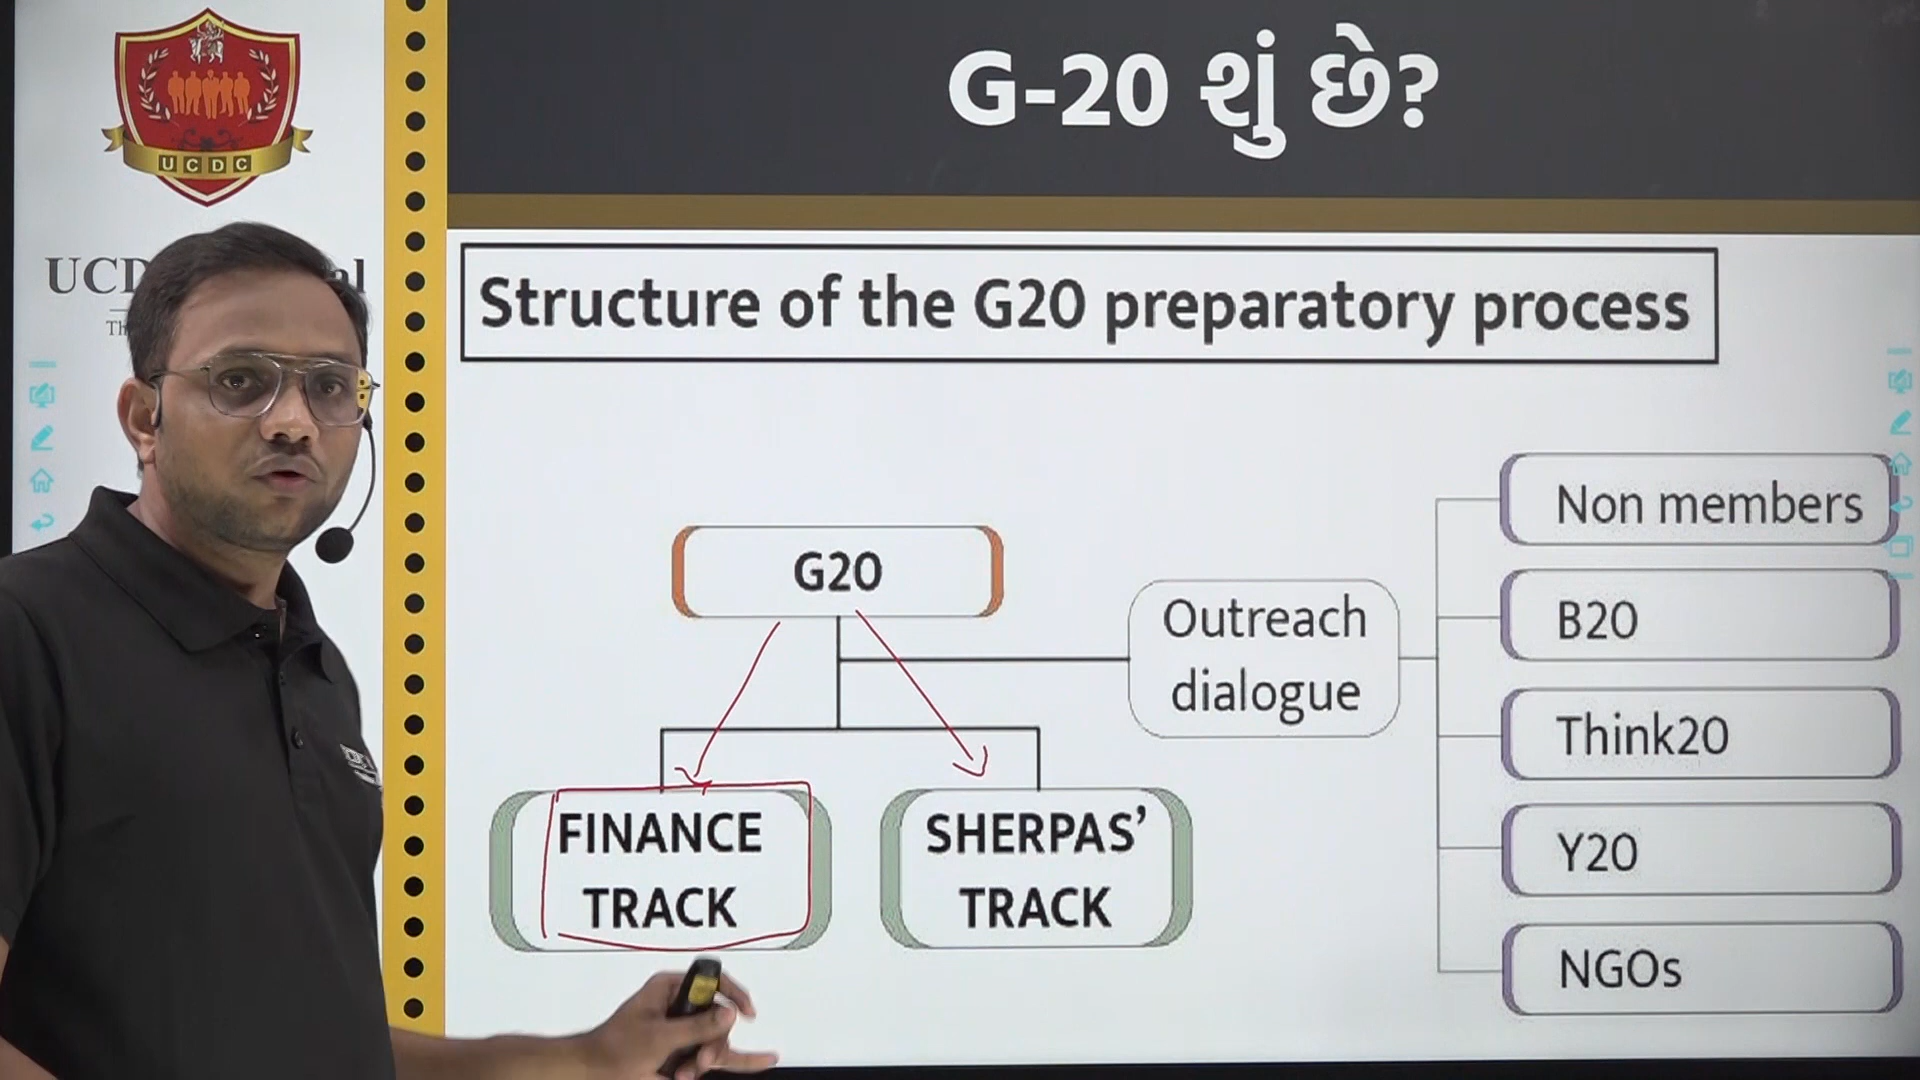 UCDC
G-20 શું છે?
Structure of the G20 preparatory process
G20
Outreach
dialogue
FINANCE
TRACK
SHERPAS’
TRACK
Non members
B20
Think20
Y20
NGOs